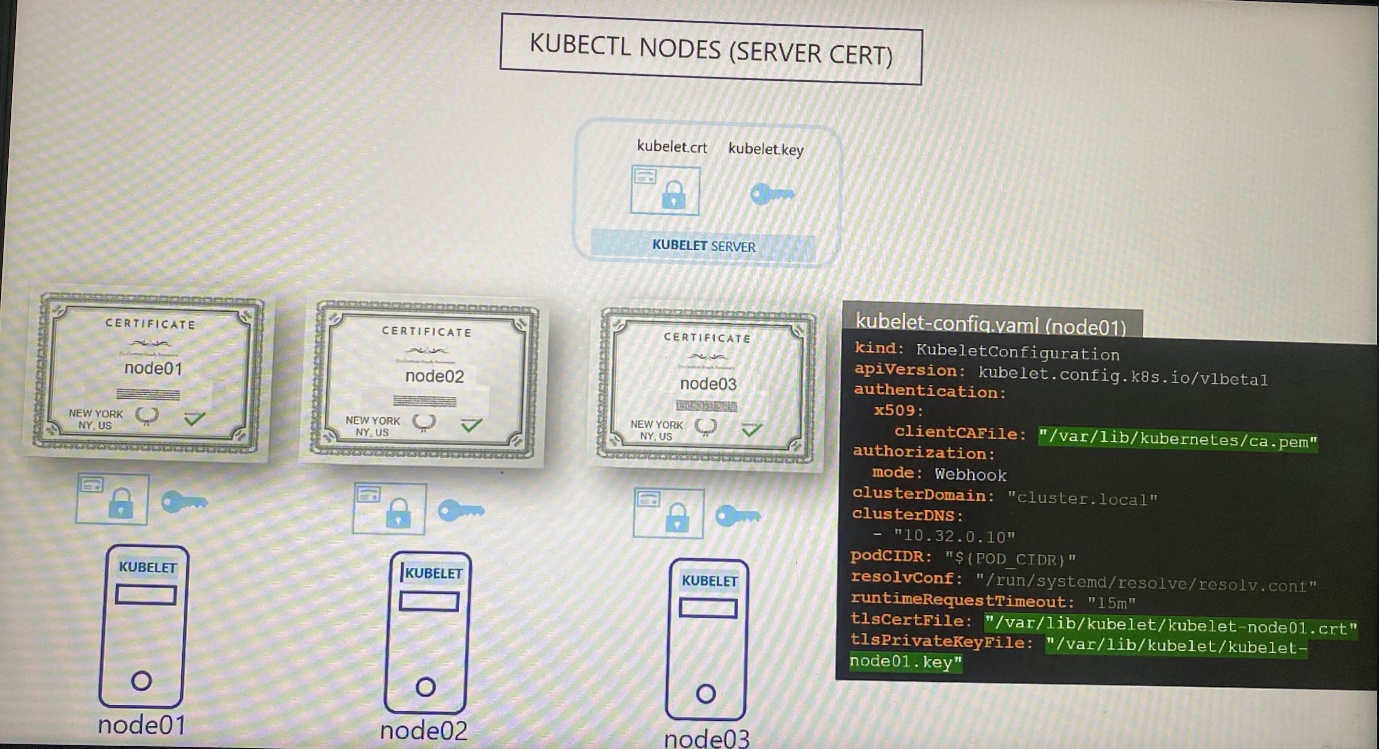 KUBECTL NODES (SERVER CERT)
kubelet.crt
kubelet.key
KUBELET SERVER
CERTIFICATE
node01
NEW YORK
NY, US
CERTIFICATE
node02
NEW YORK
NY, US
CERTIFICATE
node03
NEW YORK
NY, US
KUBELET
node01
KUBELET
node02
KUBELET
node03
kubelet-config.yaml (node01)
kind: KubeletConfiguration
apiVersion: kubelet.config.k8s.io/v1beta1
authentication:
x509:
clientCAFile: "/var/lib/kubernetes/ca.pem"
authorization:
mode: Webhook
clusterDomain: "cluster.local"
clusterDNS:
- "10.32.0.10"
podCIDR: "${POD_CIDR}"
resolvConf: "/run/systemd/resolve/resolv.conf"
runtimeRequestTimeout: "15m"
tlsCertFile: "/var/lib/kubelet/kubelet-node01.crt"
tlsPrivateKeyFile: "/var/lib/kubelet/kubelet-
node01.key"